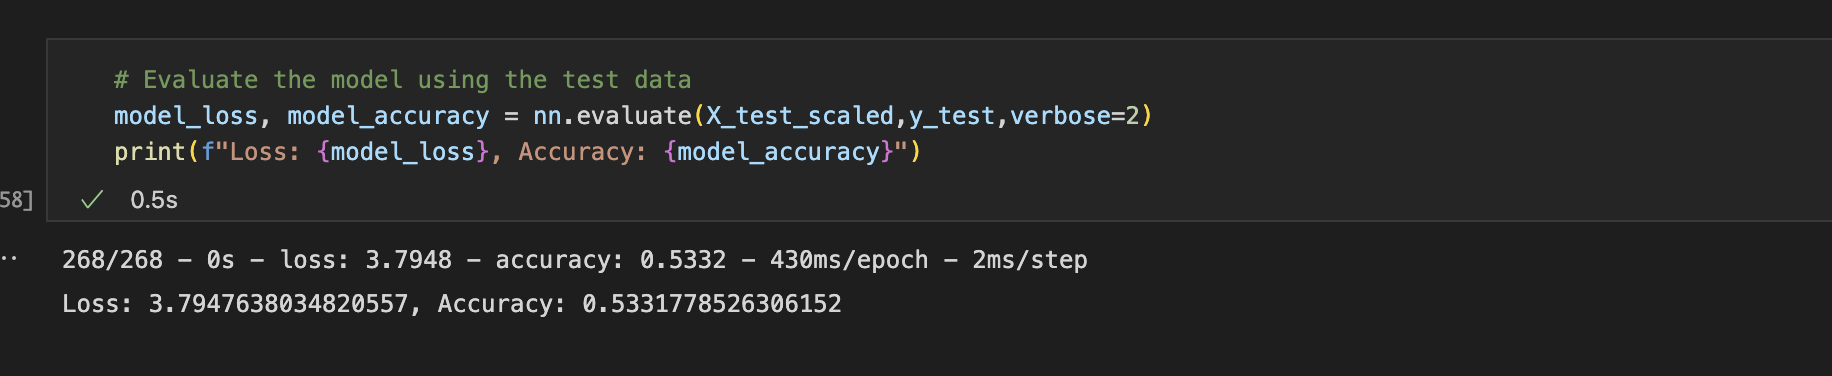 # Evaluate the model using the test data
model_loss, model_accuracy = nn.evaluate(X_test_scaled,y_test,verbose=2)
print(f"Loss: {model_loss}, Accuracy: {model_accuracy}")
58] ✓ 0.5s
268/268 - 0s - loss: 3.7948 - accuracy: 0.5332 - 430ms/epoch - 2ms/step
Loss: 3.7947638034820557, Accuracy: 0.5331778526306152